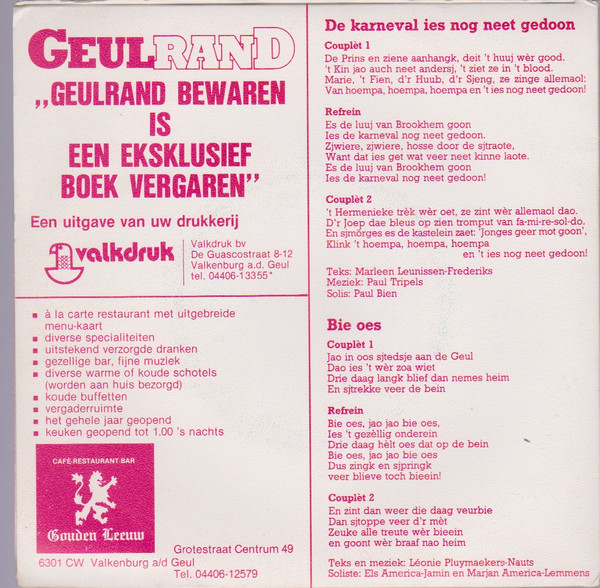 GEULRAND
„GEULRAND BEWAREN
IS
EEN EKSKLUSIEF
BOEK VERGAREN”
Een uitgave van uw drukkerij
valkdruk
Valkdruk bv
De Guascostraat 8-12
Valkenburg a.d. Geul
tel. 04406-13355*
■ à la carte restaurant met uitgebreide
menu-kaart
■ diverse specialiteiten
■ uitstekend verzorgde dranken
■ gezellige bar, fijne muziek
■ diverse warme of koude schotels
(worden aan huis bezorgd)
■ koude buffetten
■ vergaderruimte
■ het gehele jaar geopend
■ keuken geopend tot 1.00 's nachts
CAFÉ-RESTAURANT-BAR
Gouden Leeuw
Grotestraat Centrum 49
6301 CW Valkenburg a/d Geul
Tel. 04406-12579
De karneval ies nog neet gedoon
Couplèt 1
De Prins en ziene aanhangk, deit 't huuj wèr good.
't Kin jao auch neet andersj, 't ziet ze in 't blood.
Marie, 't Fien, d'r Huub, d'r Sjeng, ze zinge allemaol:
Van hoempa, hoempa, hoempa en 't ies nog neet gedoon!
Refrein
Es de luuj van Brookhem goon
Ies de karneval nog neet gedoon.
Zjwiere, zjwiere, hosse door de sjtraote,
Want dat ies get wat veer neet kinne laote.
Es de luuj van Brookhem goon
Ies de karneval nog neet gedoon!
Couplèt 2
't Hermenieke trèk wèr oet, ze zint wèr allemaol dao.
D'r Joep dae bleus op zien tromput van fa-mi-re-sol-do.
En sjmörges es de kastelein zaet: 'Jonges geer mot goon',
Klink 't hoempa, hoempa, hoempa
en 't ies nog neet gedoon!
Teks: Marleen Leunissen-Frederiks
Meziek: Paul Tripels
Solis: Paul Bien
Bie oes
Couplèt 1
Jao in oos sjtedsje aan de Geul
Dao ies 't wèr zoa wiet
Drie daag langk blief dan nemes heim
En sjtrekke veer de bein
Refrein
Bie oes, jao jao bie oes,
Ies 't gezèllig onderein
Drie daag hèlt oes dat op de bein
Bie oes, jao jao bie oes
Dus zingk en sjpringk
veer blieve toch bieein!
Couplèt 2
En zint dan weer die daag veurbie
Dan sjtoppe veer d'r mèt
Zeuke alle treute wèr bieein
en goont wèr braaf nao heim
Teks en meziek: Léonie Pluymaekers-Nauts
Soliste: Els America-Jamin en Marjan America-Lemmens